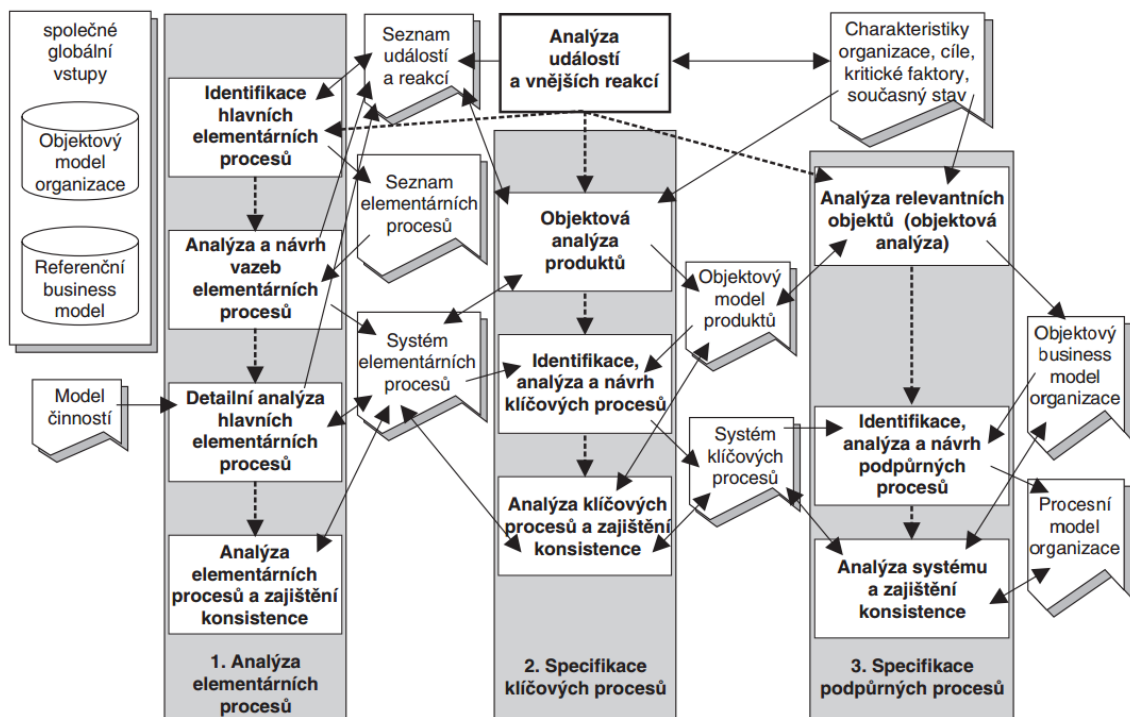 společné
globální
vstupy
Objektový
model
organizace
Referenční
business
model
Model
činností
Identifikace
hlavních
elementárních
procesů
Analýza a návrh
vazeb
elementárních
procesů
Detailní analýza
hlavních
elementárních
procesů
Analýza
elementárních
procesů a zajištění
konsistence
1. Analýza
elementárních
procesů
Seznam
událostí
a reakcí
Seznam
elementárních
procesů
Systém
elementárních
procesů
Analýza
událostí
a vnějších reakcí
Objektová
analýza
produktů
Identifikace,
analýza a návrh
klíčových procesů
Analýza klíčových
procesů a zajištění
konsistence
2. Specifikace
klíčových procesů
Objektový
model
produktů
Systém
klíčových
procesů
Charakteristiky
organizace, cíle,
kritické faktory,
současný stav
Analýza relevantních
objektů (objektová
analýza)
Identifikace,
analýza a návrh
podpůrných
procesů
Analýza systému
a zajištění
konsistence
3. Specifikace
podpůrných procesů
Objektový
business
model
organizace
Procesní
model
organizace